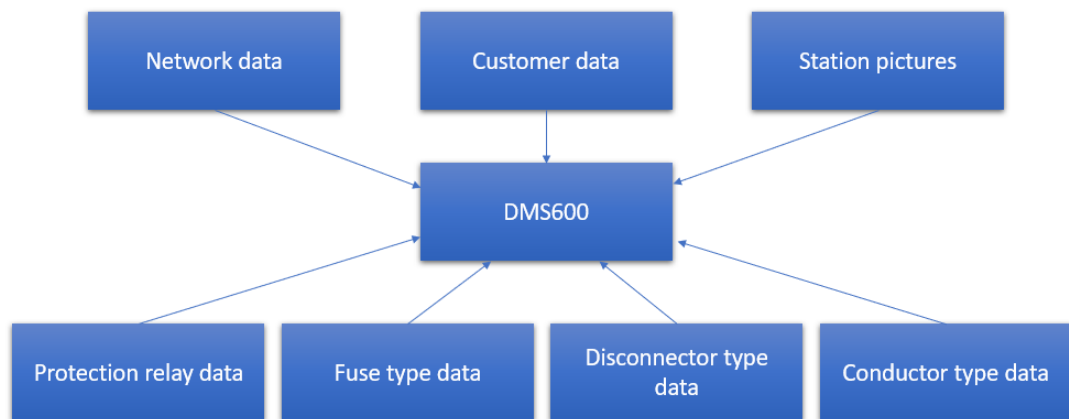 Network data
Customer data
Station pictures
DMS600
Protection relay data
Fuse type data
Disconnector type
data
Conductor type data